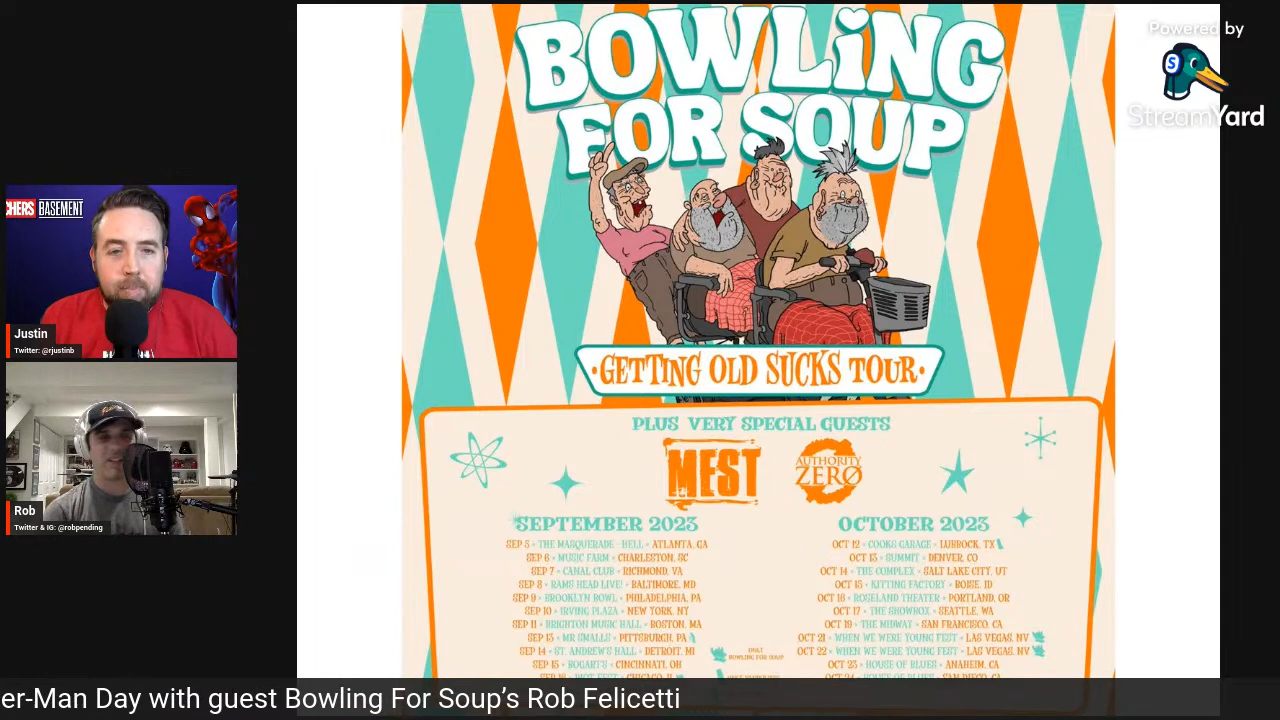 Powered by
StreamYard
BOWLiNG
FOR SOUP
CHERS BASEMENT
Justin
Twitter: @rjustinb
Rob
Twitter & IG: @robpending
·GETTING OLD SUCKS TOUR·
PLUS VERY SPECIAL GUESTS
MEST
AUTHORITY
ZERO
SEPTEMBER 2023
SEP 5 • THE MASQUERADE - HELL • ATLANTA, GA
SEP 6 • MUSIC FARM • CHARLESTON, SC
SEP 7 • CANAL CLUB • RICHMOND, VA
SEP 8 • RAMS HEAD LIVE! • BALTIMORE, MD
SEP 9 • BROOKLYN BOWL • PHILADELPHIA, PA
SEP 10 • IRVING PLAZA • NEW YORK, NY
SEP 11 • BRIGHTON MUSIC HALL • BOSTON, MA
SEP 13 • MR SMALLS • PITTSBURGH, PA
SEP 14 • ST. ANDREW'S HALL • DETROIT, MI
SEP 15 • BOGART'S • CINCINNATI, OH
OCTOBER 2023
OCT 12 • COOKS GARAGE • LUBBOCK, TX
OCT 13 • SUMMIT • DENVER, CO
OCT 14 • THE COMPLEX • SALT LAKE CITY, UT
OCT 15 • KITTING FACTORY • BOISE, ID
OCT 16 • ROSELAND THEATER • PORTLAND, OR
OCT 17 • THE SHOWBOX • SEATTLE, WA
OCT 19 • THE MIDWAY • SAN FRANCISCO, CA
OCT 21 • WHEN WE WERE YOUNG FEST • LAS VEGAS, NV
OCT 22 • WHEN WE WERE YOUNG FEST • LAS VEGAS, NV
OCT 23 • HOUSE OF BLUES • ANAHEIM, CA
ONLY
BOWLING FOR SOUP
er-Man Day with guest Bowling For Soup's Rob Felicetti